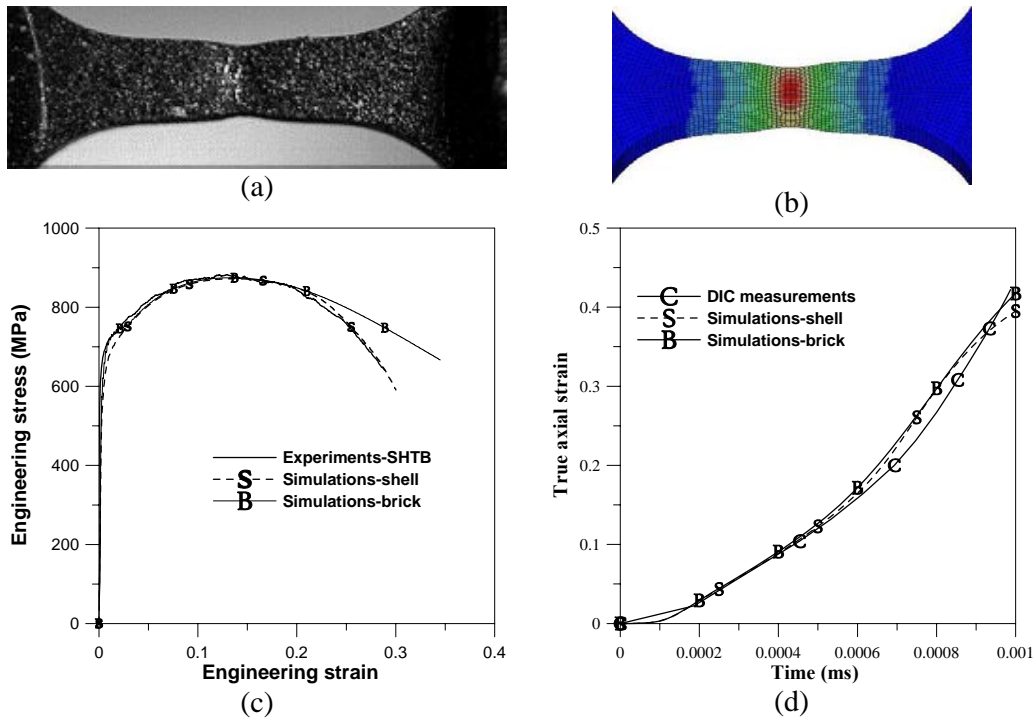 (a)
(b)
1000
800
600
400
200
0
Engineering stress (MPa)
Experiments-SHTB
S Simulations-shell
B Simulations-brick
0 0.1 0.2 0.3 0.4
Engineering strain
(c)
0.5
0.4
0.3
0.2
0.1
0
True axial strain
C DIC measurements
S Simulations-shell
B Simulations-brick
0 0.0002 0.0004 0.0006 0.0008 0.001
Time (ms)
(d)